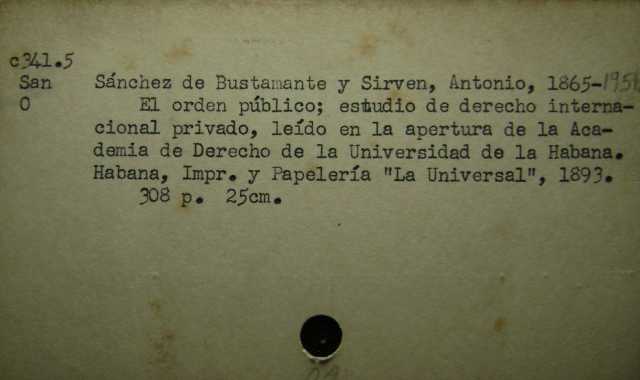 c341.5
San Sánchez de Bustamante y Sirven, Antonio, 1865-1951
O El orden público; estudio de derecho interna-
cional privado, leído en la apertura de la Aca-
demia de Derecho de la Universidad de la Habana.
Habana, Impr. y Papelería "La Universal", 1893.
308 p. 25cm.